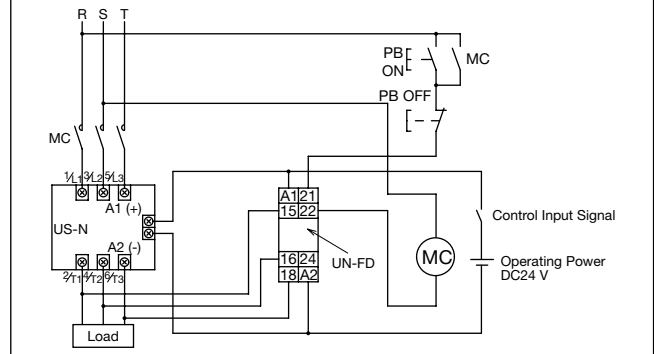 R S T
PB ON
MC
PB OFF
MC
1/L1 3/L2 5/L3
A1 (+)
US-N
A2 (-)
2/T1 4/T2 6/T3
Load
A1 21
15 22
16 24
18 A2
UN-FD
MC
Control Input Signal
Operating Power
DC24 V